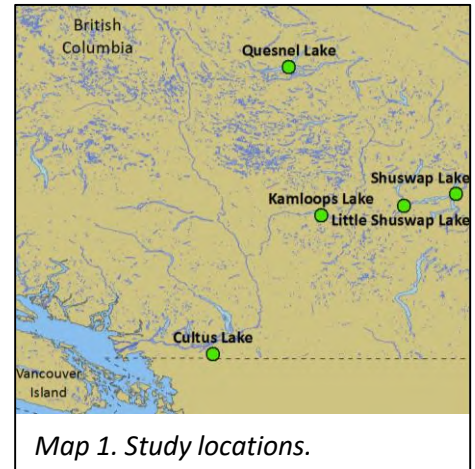 British
Columbia
Quesnel Lake
Shuswap Lake
Kamloops Lake
Little Shuswap Lake
Cultus Lake
Vancouver
Island
Map 1. Study locations.